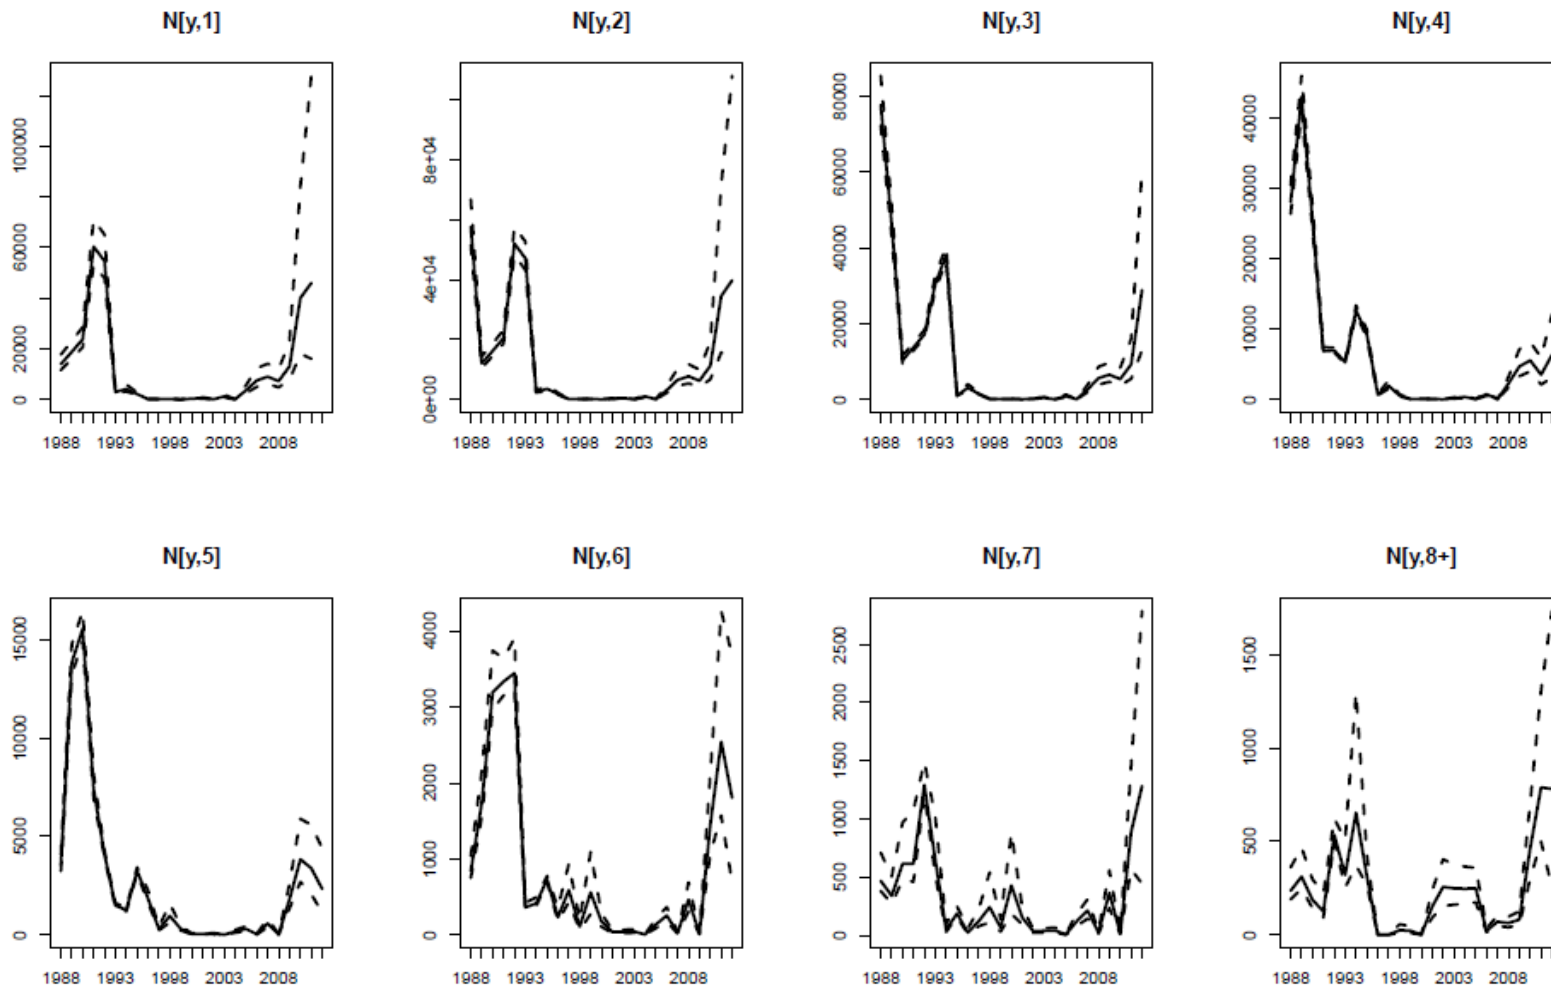 N[y,1]
N[y,2]
N[y,3]
N[y,4]
0 20000 60000 100000
0e+00 4e+04 8e+04
0 20000 40000 60000 80000
0 10000 20000 30000 40000
1988 1993 1998 2003 2008
1988 1993 1998 2003 2008
1988 1993 1998 2003 2008
1988 1993 1998 2003 2008
N[y,5]
N[y,6]
N[y,7]
N[y,8+]
0 5000 10000 15000
0 1000 2000 3000 4000
0 500 1000 1500 2000 2500
0 500 1000 1500
1988 1993 1998 2003 2008
1988 1993 1998 2003 2008
1988 1993 1998 2003 2008
1988 1993 1998 2003 2008